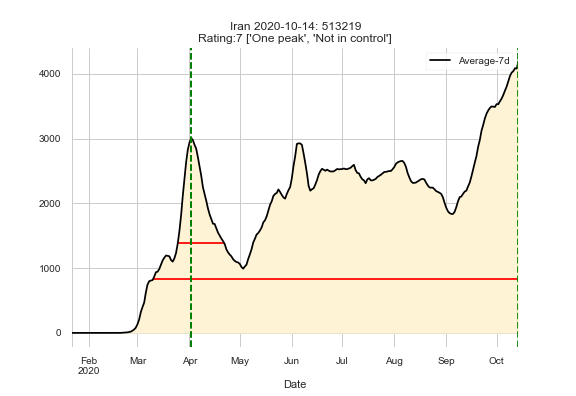 Iran 2020-10-14: 513219
Rating:7 ['One peak', 'Not in control']
Average-7d
4000
3000
2000
1000
0
Feb Mar Apr May Jun Jul Aug Sep Oct
2020
Date